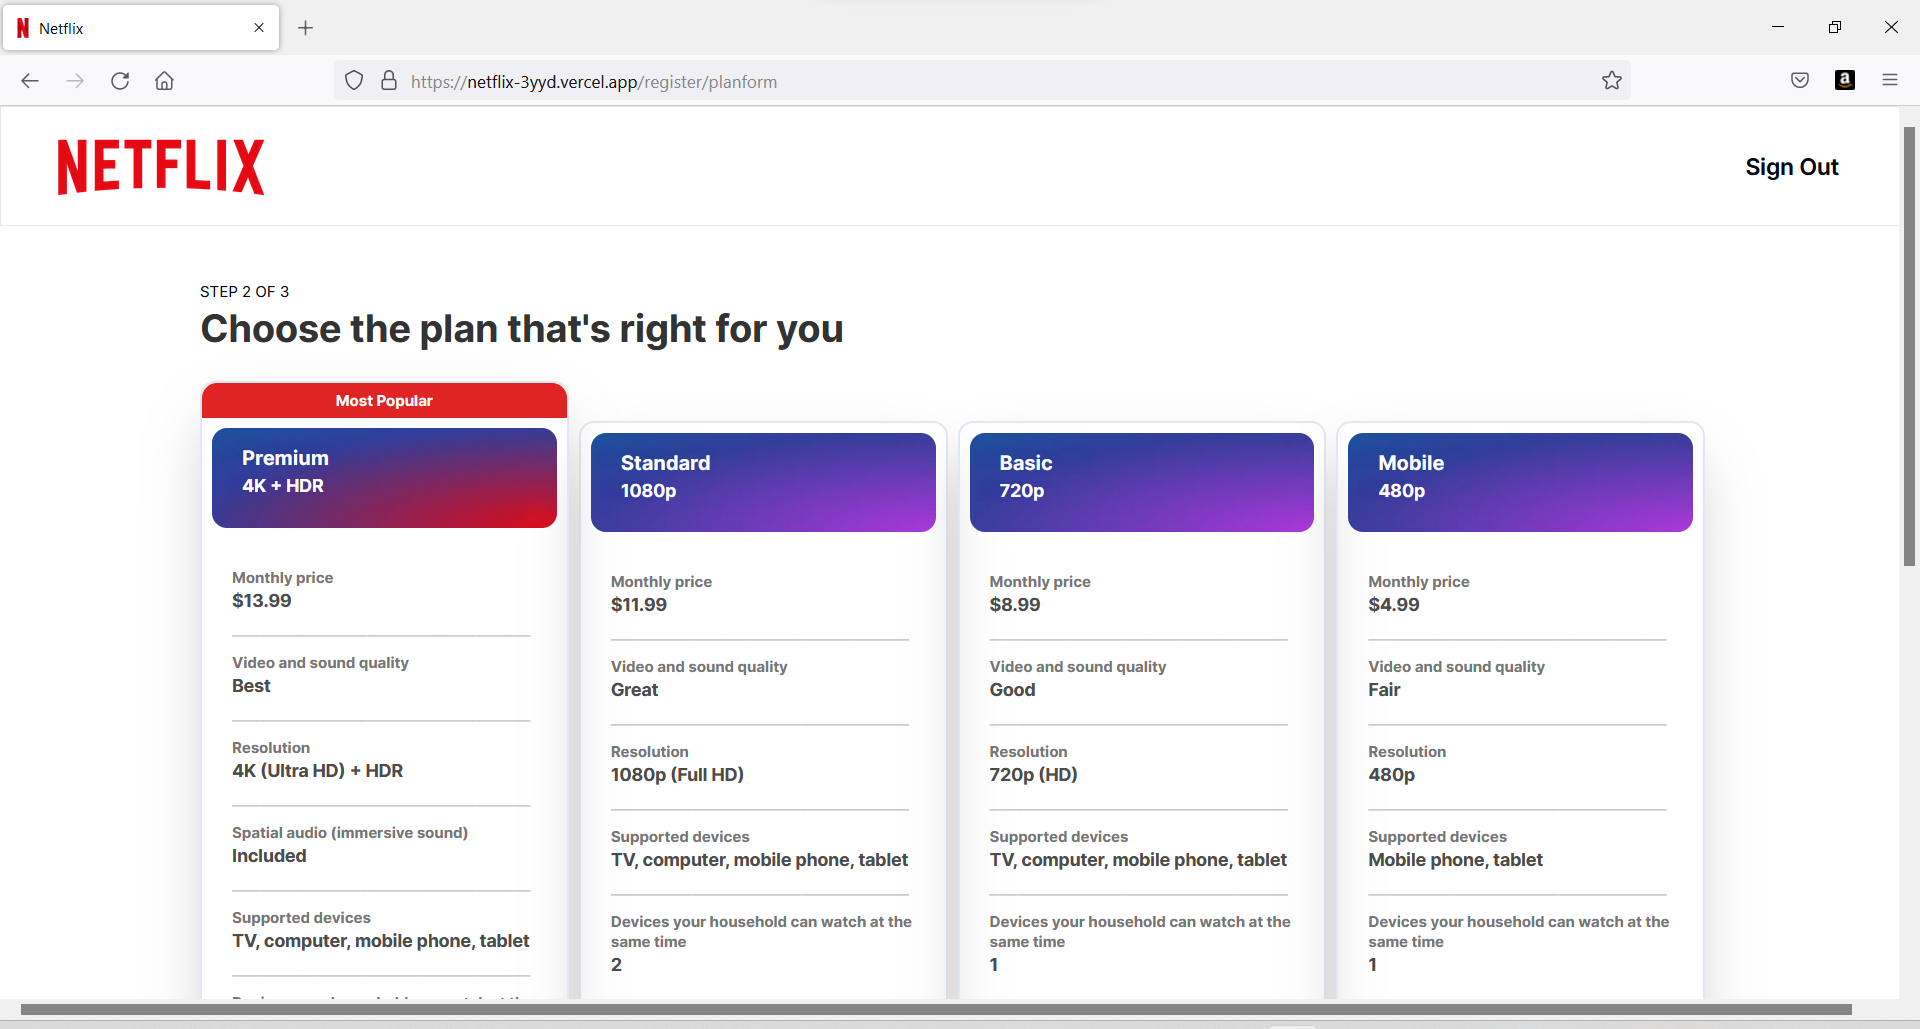 Netflix
https://netflix-3yyd.vercel.app/register/planform
NETFLIX
Sign Out
STEP 2 OF 3
Choose the plan that's right for you
Most Popular
Premium
4K + HDR
Monthly price
$13.99
Video and sound quality
Best
Resolution
4K (Ultra HD) + HDR
Spatial audio (immersive sound)
Included
Supported devices
TV, computer, mobile phone, tablet
Standard
1080p
Monthly price
$11.99
Video and sound quality
Great
Resolution
1080p (Full HD)
Supported devices
TV, computer, mobile phone, tablet
Devices your household can watch at the
same time
2
Basic
720p
Monthly price
$8.99
Video and sound quality
Good
Resolution
720p (HD)
Supported devices
TV, computer, mobile phone, tablet
Devices your household can watch at the
same time
1
Mobile
480p
Monthly price
$4.99
Video and sound quality
Fair
Resolution
480p
Supported devices
Mobile phone, tablet
Devices your household can watch at the
same time
1